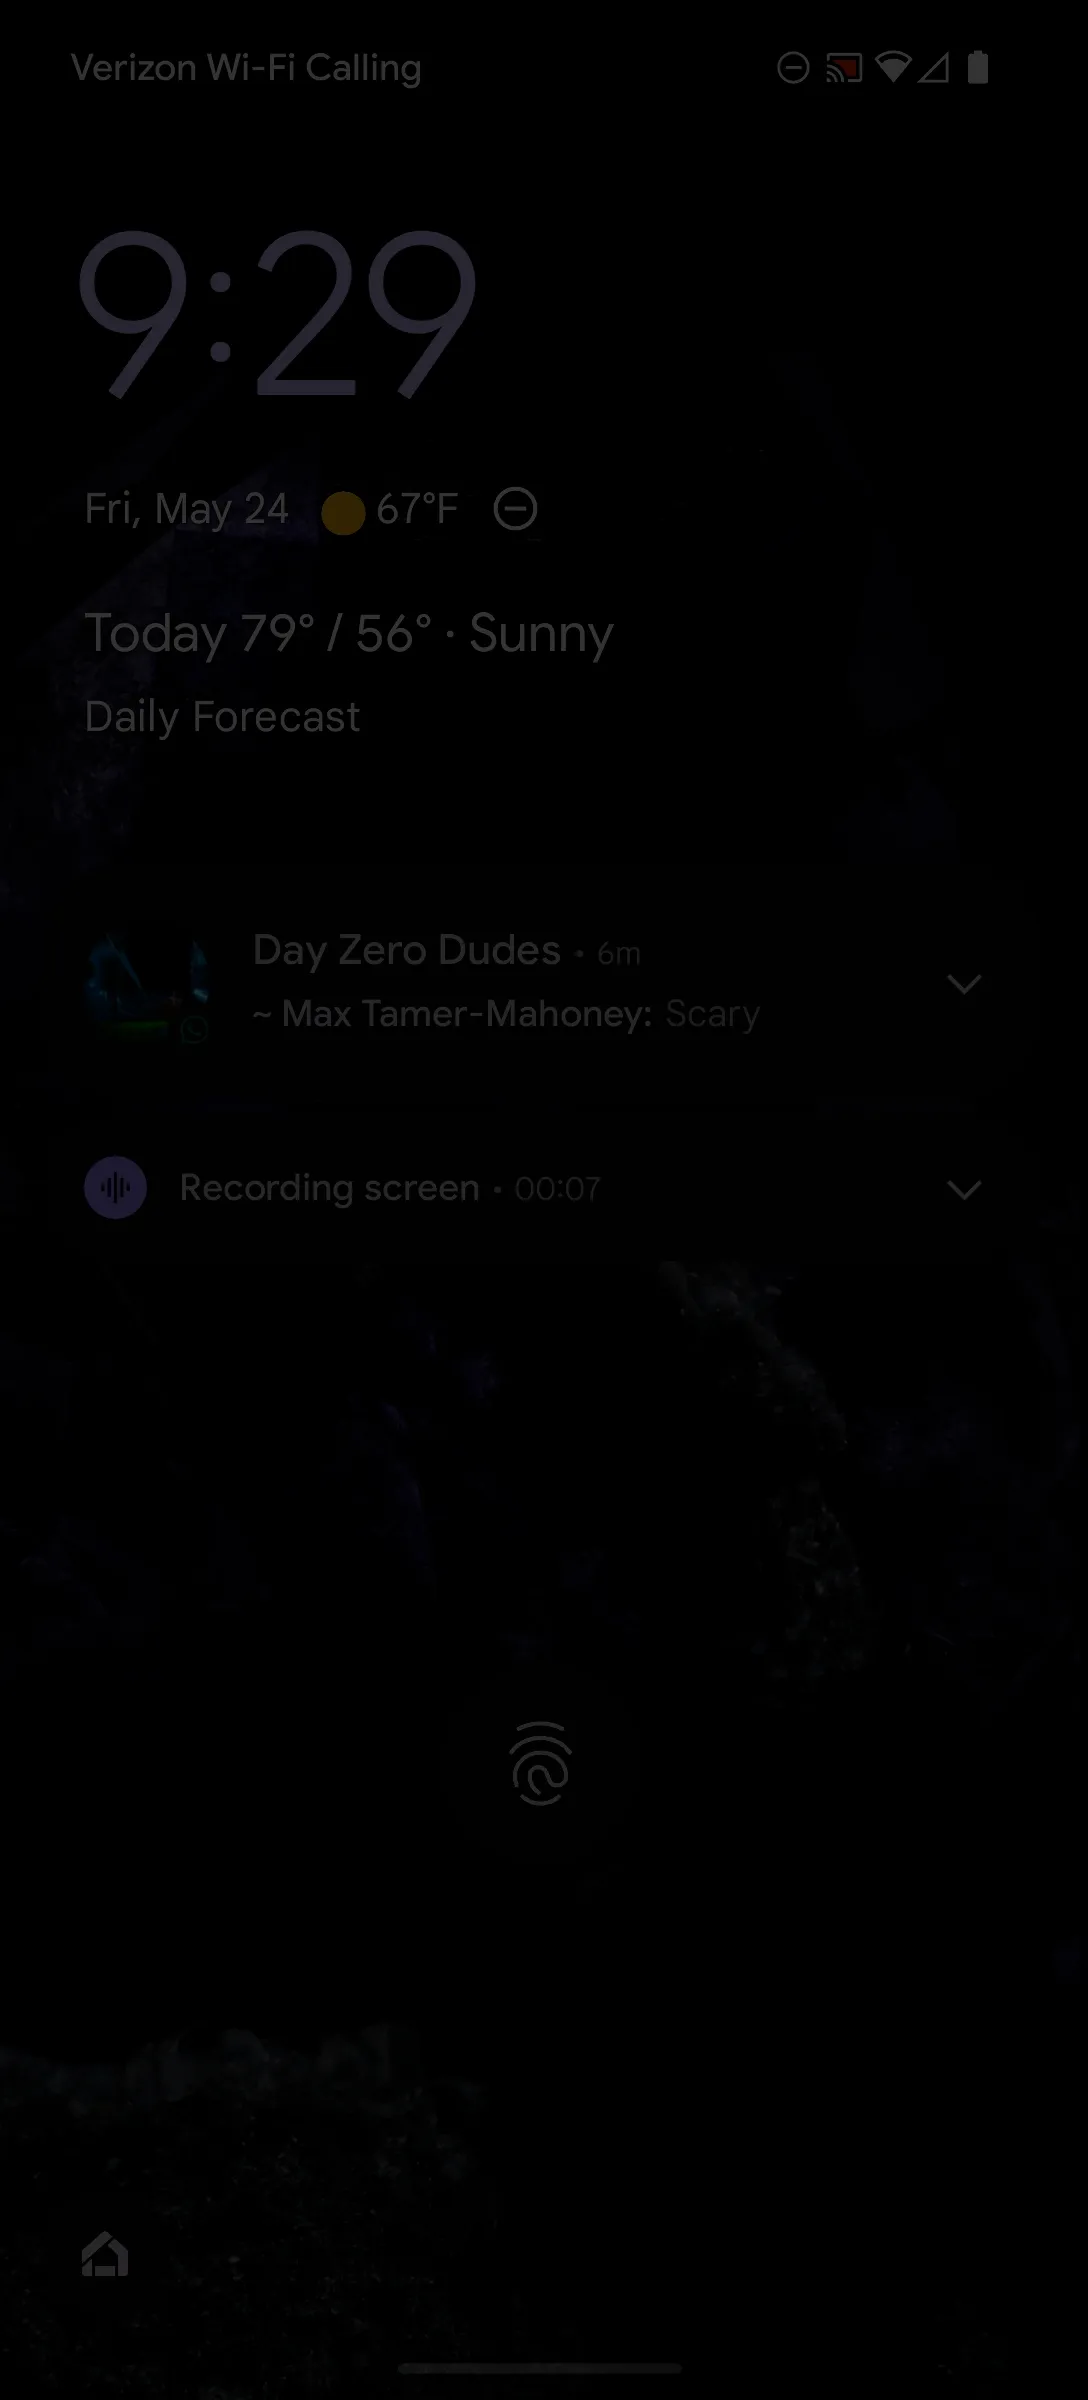 Verizon Wi-Fi Calling
9:29
Fri, May 24 67°F
Today 79° / 56° · Sunny
Daily Forecast
Day Zero Dudes · 6m
~ Max Tamer-Mahoney: Scary
Recording screen · 00:07